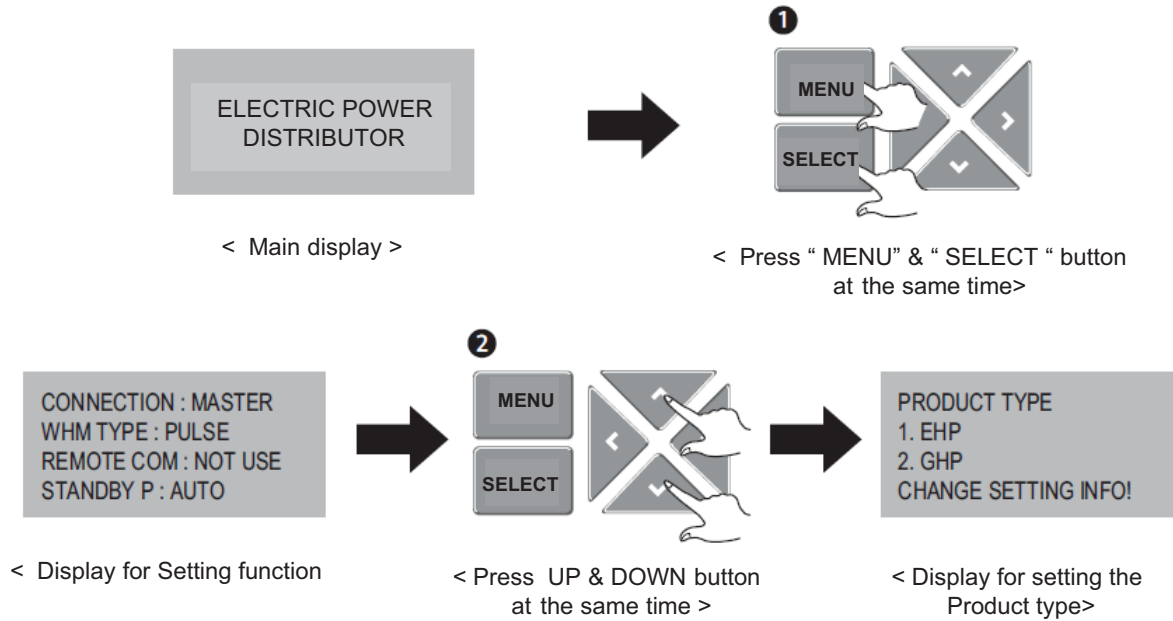 ❶
ELECTRIC POWER
DISTRIBUTOR
MENU
SELECT
< Main display >
< Press “ MENU” & “ SELECT “ button
at the same time>
❷
CONNECTION : MASTER
WHM TYPE : PULSE
REMOTE COM : NOT USE
STANDBY P : AUTO
MENU
SELECT
PRODUCT TYPE
1. EHP
2. GHP
CHANGE SETTING INFO!
< Display for Setting function
< Press UP & DOWN button
at the same time >
< Display for setting the
Product type>